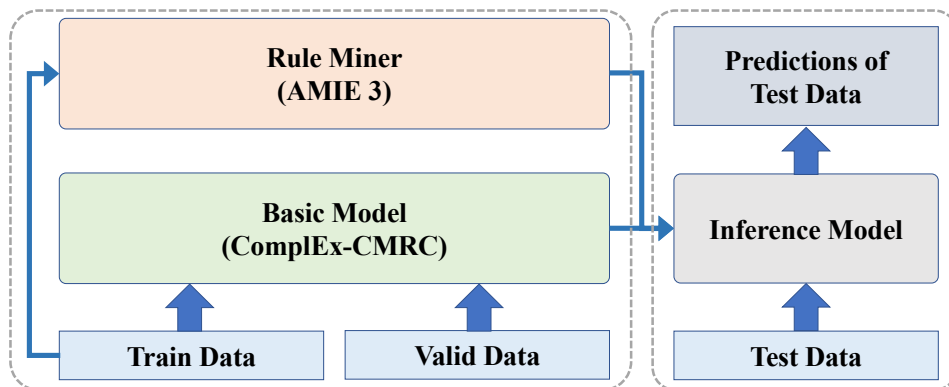 Rule Miner
(AMIE 3)
Basic Model
(ComplEx-CMRC)
Train Data
Valid Data
Predictions of
Test Data
Inference Model
Test Data